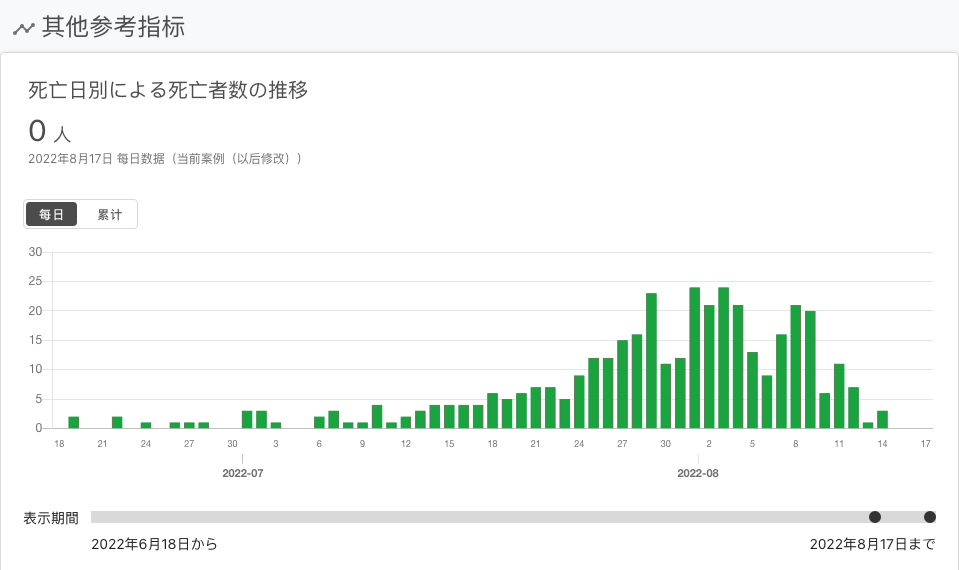 其他参考指标
死亡日別による死亡者数の推移
0 人
2022年8月17日 每日数据（当前案例（以后修改））
每日 累计
30
25
20
15
10
5
0
18 21 24 27 30 3 6 9 12 15 18 21 24 27 30 2 5 8 11 14 17
2022-07 2022-08
表示期間
2022年6月18日から 2022年8月17日まで